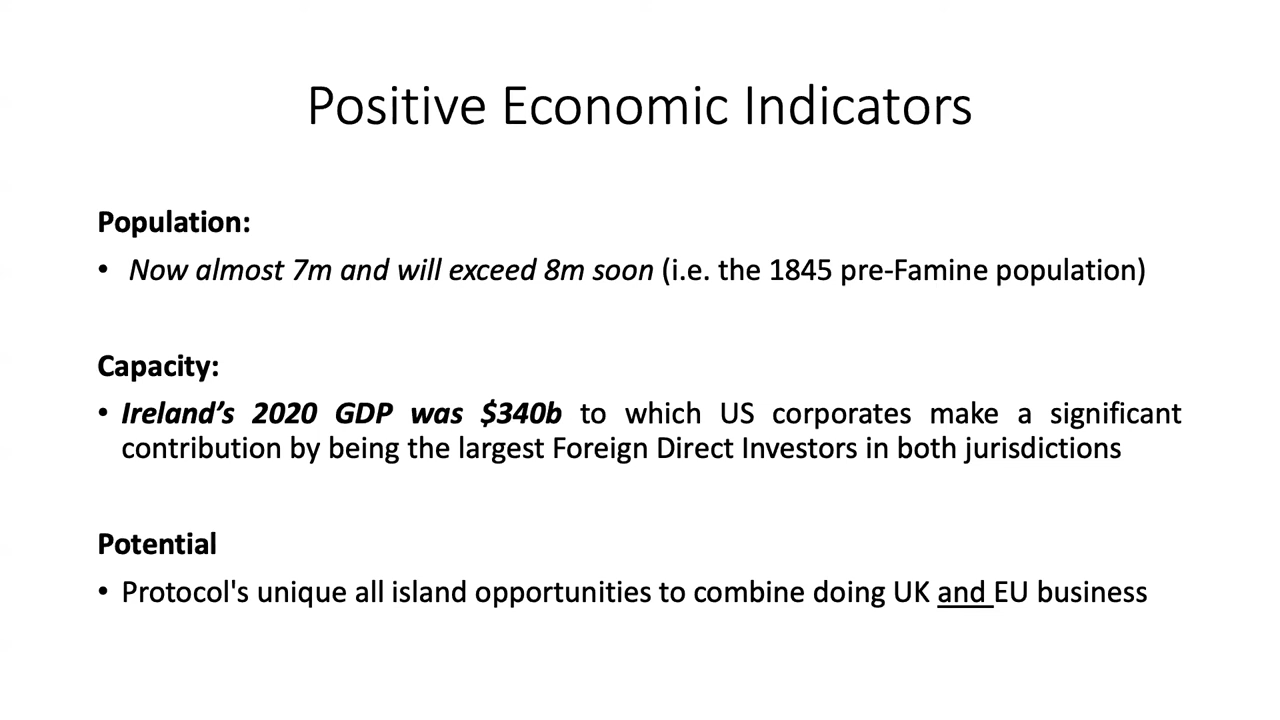 Positive Economic Indicators
Population:
• Now almost 7m and will exceed 8m soon (i.e. the 1845 pre-Famine population)
Capacity:
• Ireland’s 2020 GDP was $340b to which US corporates make a significant
contribution by being the largest Foreign Direct Investors in both jurisdictions
Potential
• Protocol's unique all island opportunities to combine doing UK and EU business